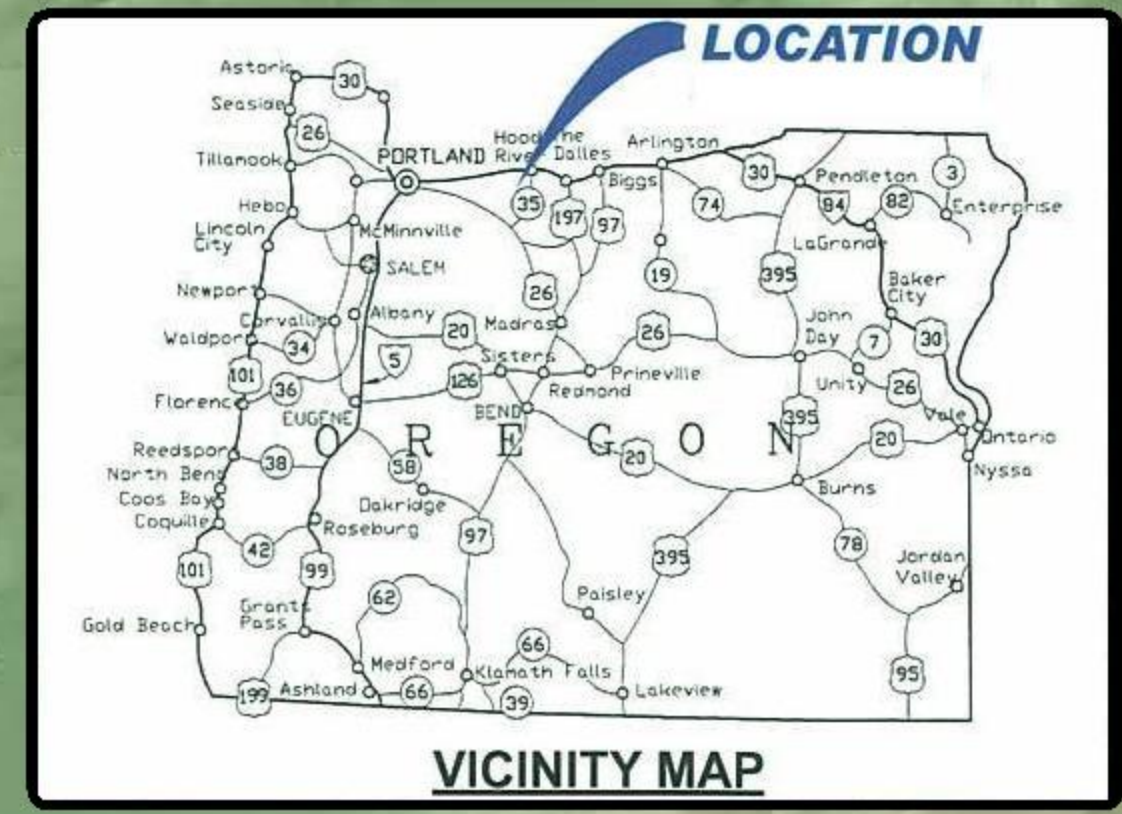 LOCATION
Astoria
30
Seaside
26
Tillamook
PORTLAND
Hood
River
The
Dalles
Arlington
Biggs
30
Pendleton
3
84
82
Enterprise
35
197
97
74
Hebo
McMinnville
Lincoln
City
LaGrande
SALEM
19
395
Newport
26
Baker
City
Corvallis
Albany
Madras
John
Day
Waldport
34
20
26
7
30
5
Sisters
101
36
126
Redmond
Prineville
Unity
26
Florenc
EUGENE
BEND
395
Vale
OREGON
20
20
Ontario
Reedspor
38
58
Nyssa
North Bend
Burns
Coos Bay
Oakridge
Coquille
Roseburg
97
42
395
78
101
99
Jordan
Valley
62
Paisley
Grants
Pass
Gold Beach
66
Medford
Klamath Falls
95
199
Ashland
66
39
Lakeview
VICINITY MAP